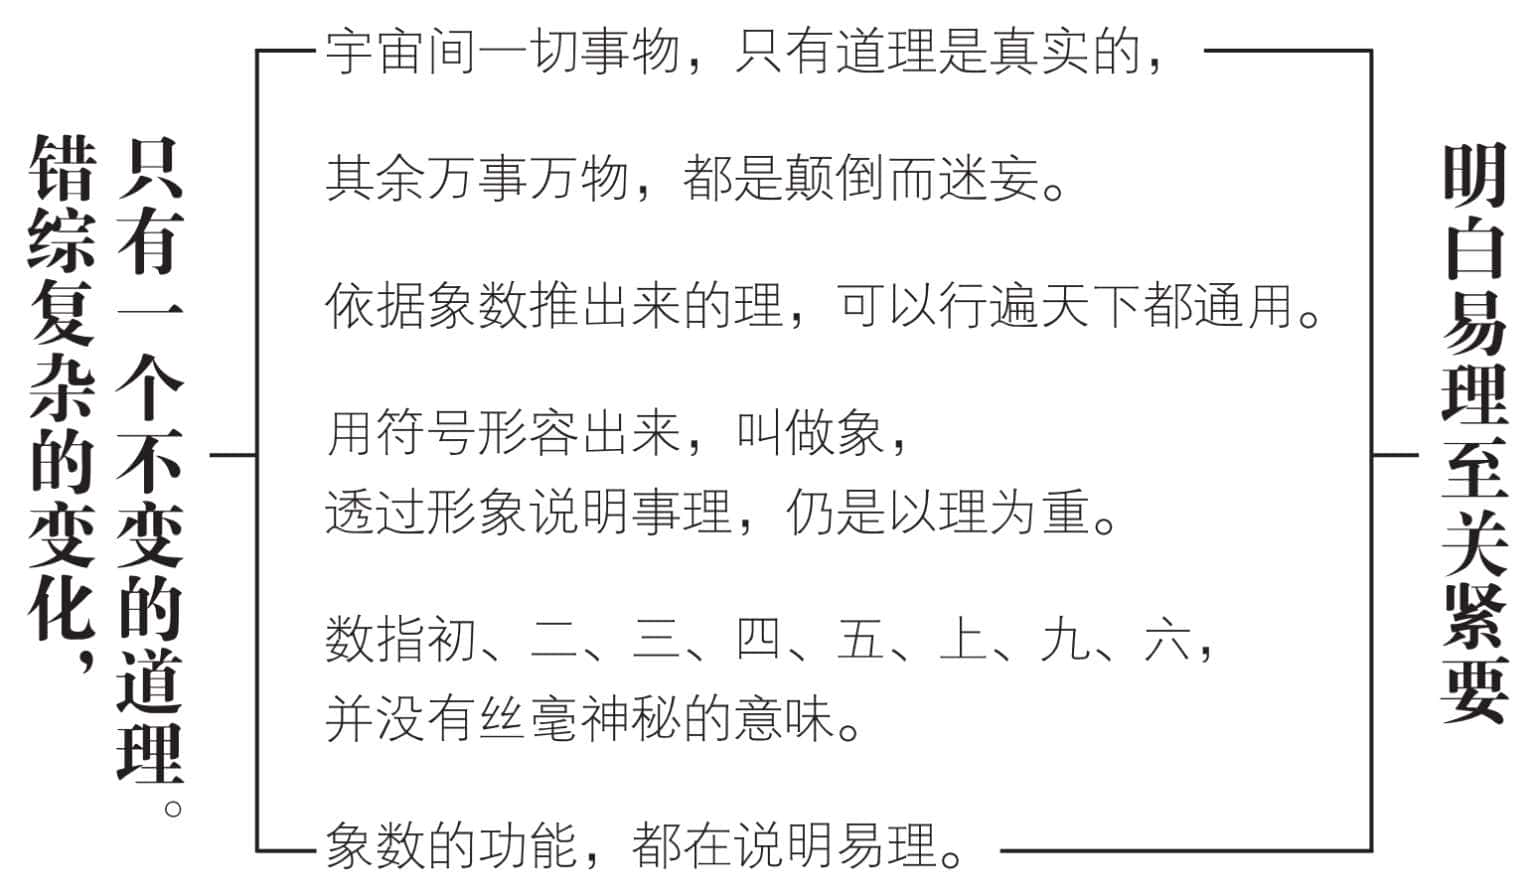 明白易理至关紧要
宇宙间一切事物，只有道理是真实的，
其余万事万物，都是颠倒而迷妄。
依据象数推出来的理，可以行遍天下都通用。
用符号形容出来，叫做象，
透过形象说明事理，仍是以理为重。
数指初、二、三、四、五、上、九、六，
并没有丝毫神秘的意味。
象数的功能，都在说明易理。
只有一个不变的道理。
错综复杂的变化，